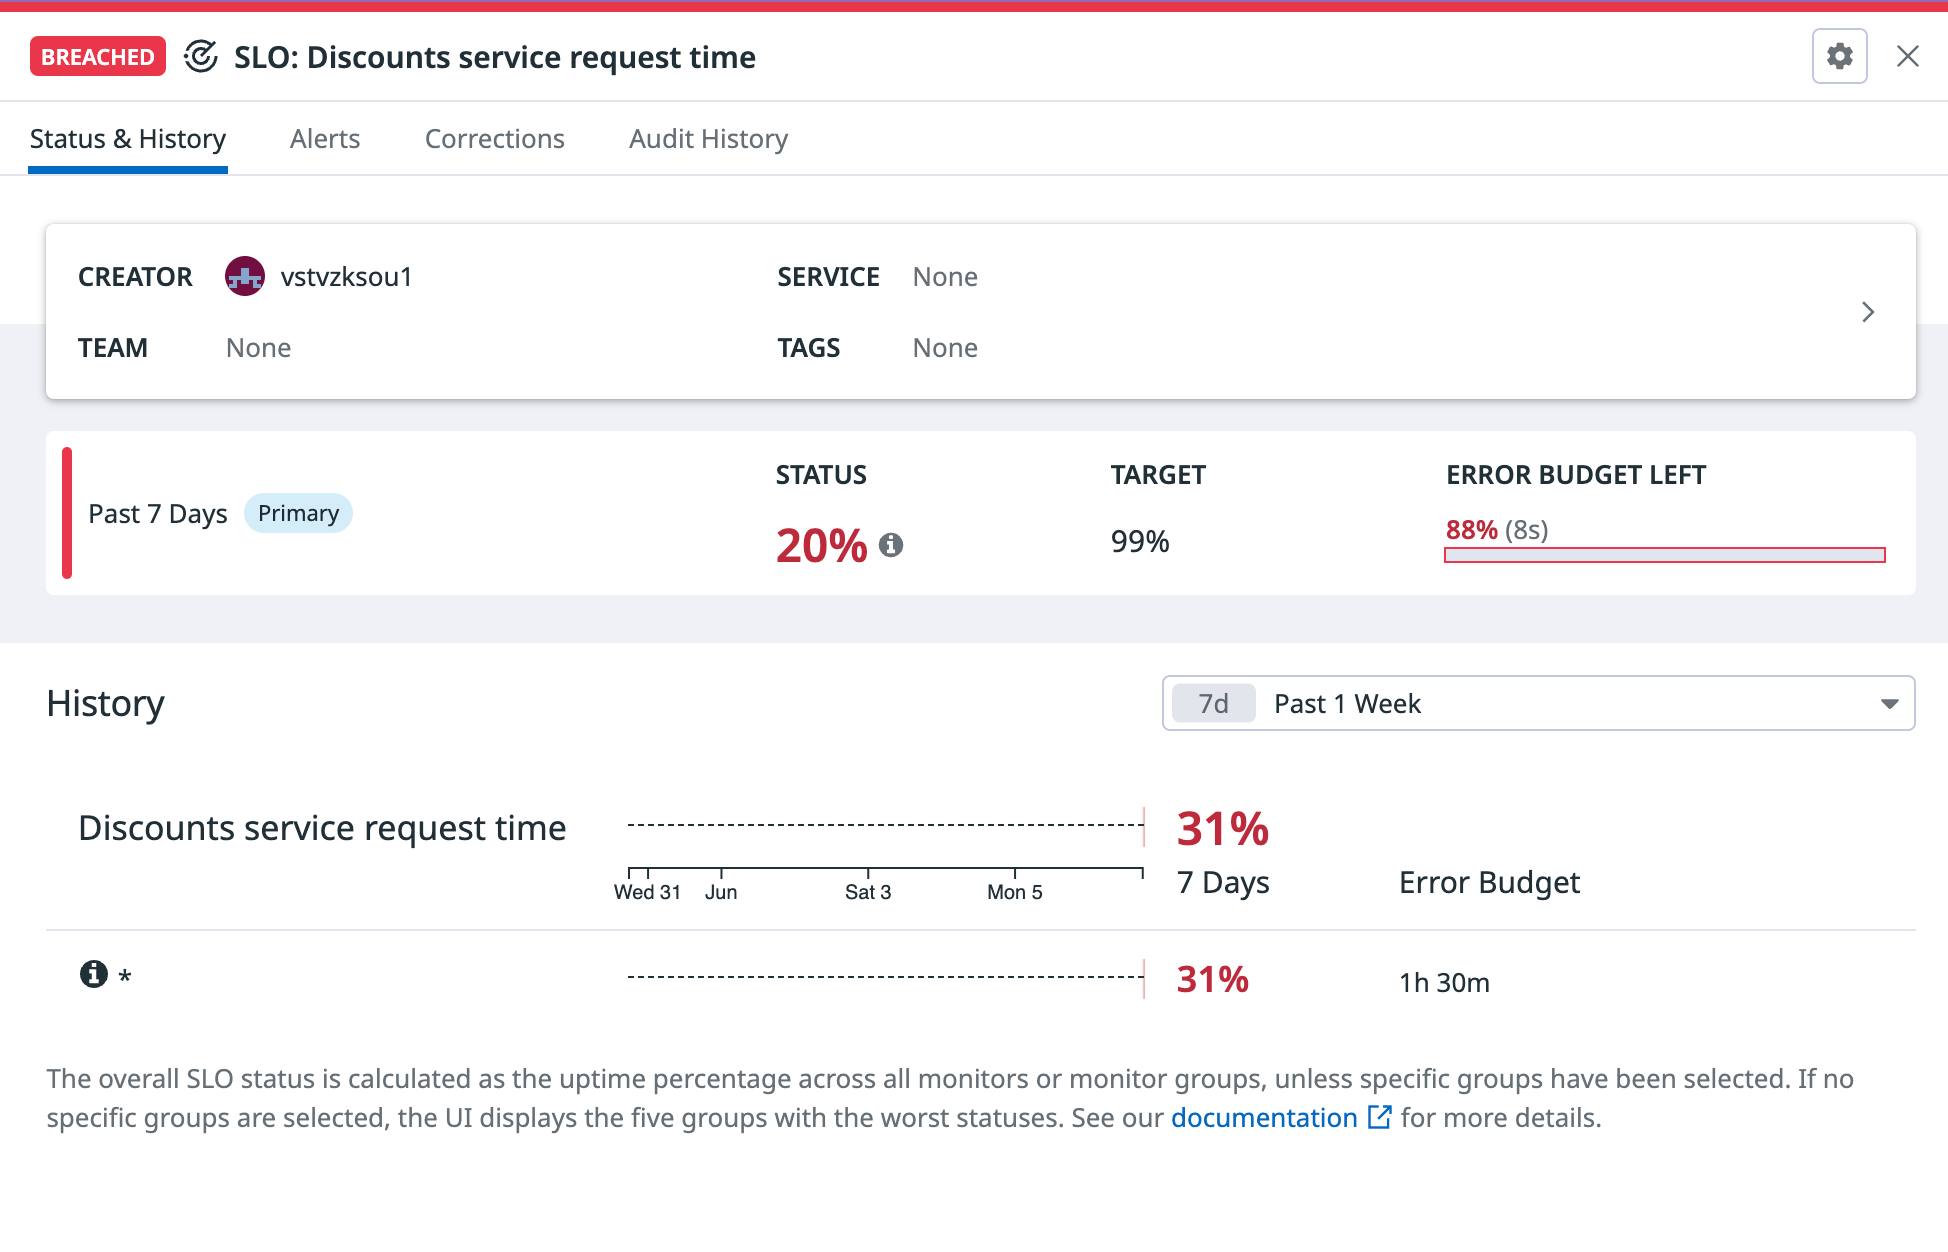 BREACHED SLO: Discounts service request time
Status & History Alerts Corrections Audit History
CREATOR vstvzksou1 SERVICE None
TEAM None TAGS None
STATUS TARGET ERROR BUDGET LEFT
Past 7 Days Primary 20% 99% 88% (8s)
History 7d Past 1 Week
Discounts service request time 31%
Wed 31 Jun Sat 3 Mon 5 7 Days Error Budget
* 31% 1h 30m
The overall SLO status is calculated as the uptime percentage across all monitors or monitor groups, unless specific groups have been selected. If no
specific groups are selected, the UI displays the five groups with the worst statuses. See our documentation for more details.